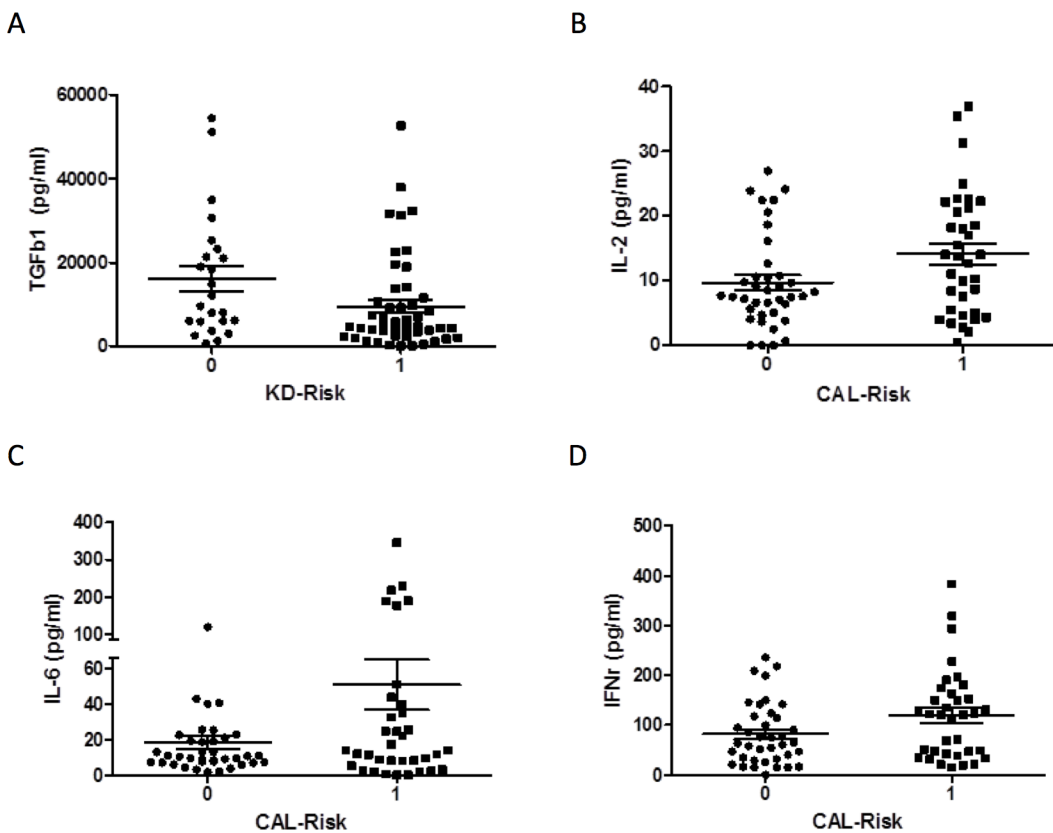 A
TGFb1 (pg/ml)
60000
40000
20000
0
0 1
KD-Risk
B
IL-2 (pg/ml)
40
30
20
10
0
0 1
CAL-Risk
C
IL-6 (pg/ml)
400
300
200
100
60
40
20
0
0 1
CAL-Risk
D
IFNr (pg/ml)
500
400
300
200
100
0
0 1
CAL-Risk